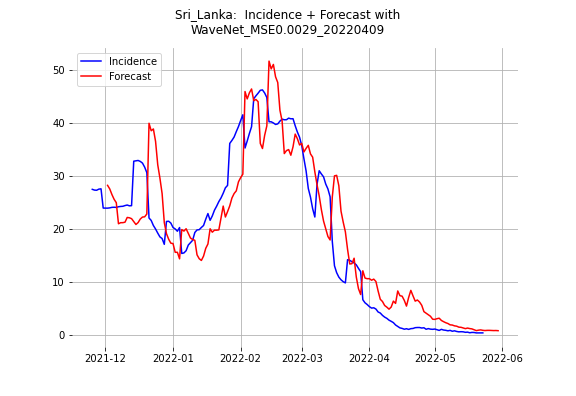 Sri_Lanka:  Incidence + Forecast with
WaveNet_MSE0.0029_20220409
Incidence
Forecast
50
40
30
20
10
0
2021-12 2022-01 2022-02 2022-03 2022-04 2022-05 2022-06